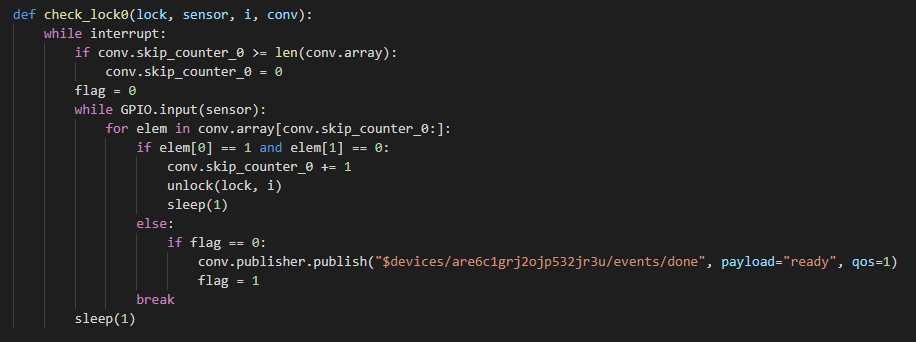 def check_lock0(lock, sensor, i, conv):
    while interrupt:
        if conv.skip_counter_0 >= len(conv.array):
            conv.skip_counter_0 = 0
        flag = 0
        while GPIO.input(sensor):
            for elem in conv.array[conv.skip_counter_0:]:
                if elem[0] == 1 and elem[1] == 0:
                    conv.skip_counter_0 += 1
                    unlock(lock, i)
                    sleep(1)
                else:
                    if flag == 0:
                        conv.publisher.publish("$devices/are6c1grj2ojp532jr3u/events/done", payload="ready", qos=1)
                        flag = 1
                break
        sleep(1)